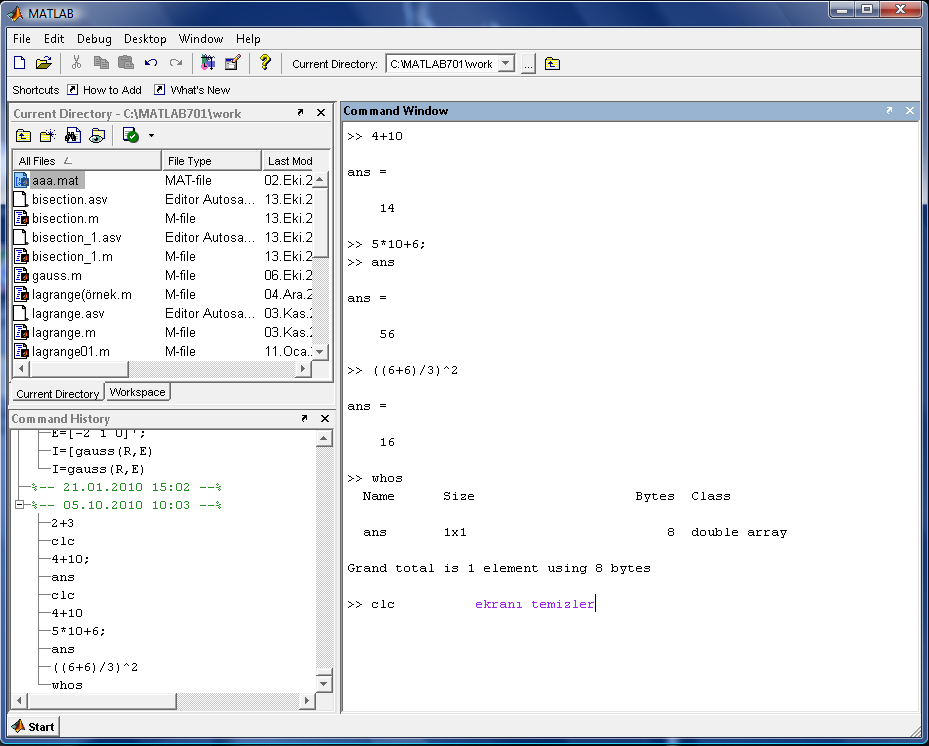 MATLAB
File Edit Debug Desktop Window Help
Current Directory: C:\MATLAB701\work ...
Shortcuts How to Add What's New
Current Directory - C:\MATLAB701\work
All Files File Type Last Mod
aaa.mat MAT-file 02.Eki.2
bisection.asv Editor Autosa... 13.Eki.2
bisection.m M-file 13.Eki.2
bisection_1.asv Editor Autosa... 13.Eki.2
bisection_1.m M-file 13.Eki.2
gauss.m M-file 06.Eki.2
lagrange(örnek.m M-file 04.Ara.2
lagrange.asv Editor Autosa... 03.Kas.2
lagrange.m M-file 03.Kas.2
lagrange01.m M-file 11.Oca.
Current Directory Workspace
Command History
E=[-2 1 0]';
I=[gauss(R,E)
I=gauss(R,E)
%-- 21.01.2010 15:02 --%
%-- 05.10.2010 10:03 --%
2+3
clc
4+10;
ans
clc
4+10
5*10+6;
ans
((6+6)/3)^2
whos
Command Window
>> 4+10
ans =
14
>> 5*10+6;
>> ans
ans =
56
>> ((6+6)/3)^2
ans =
16
>> whos
Name Size Bytes Class
ans 1x1 8 double array
Grand total is 1 element using 8 bytes
>> clc ekranı temizler
Start